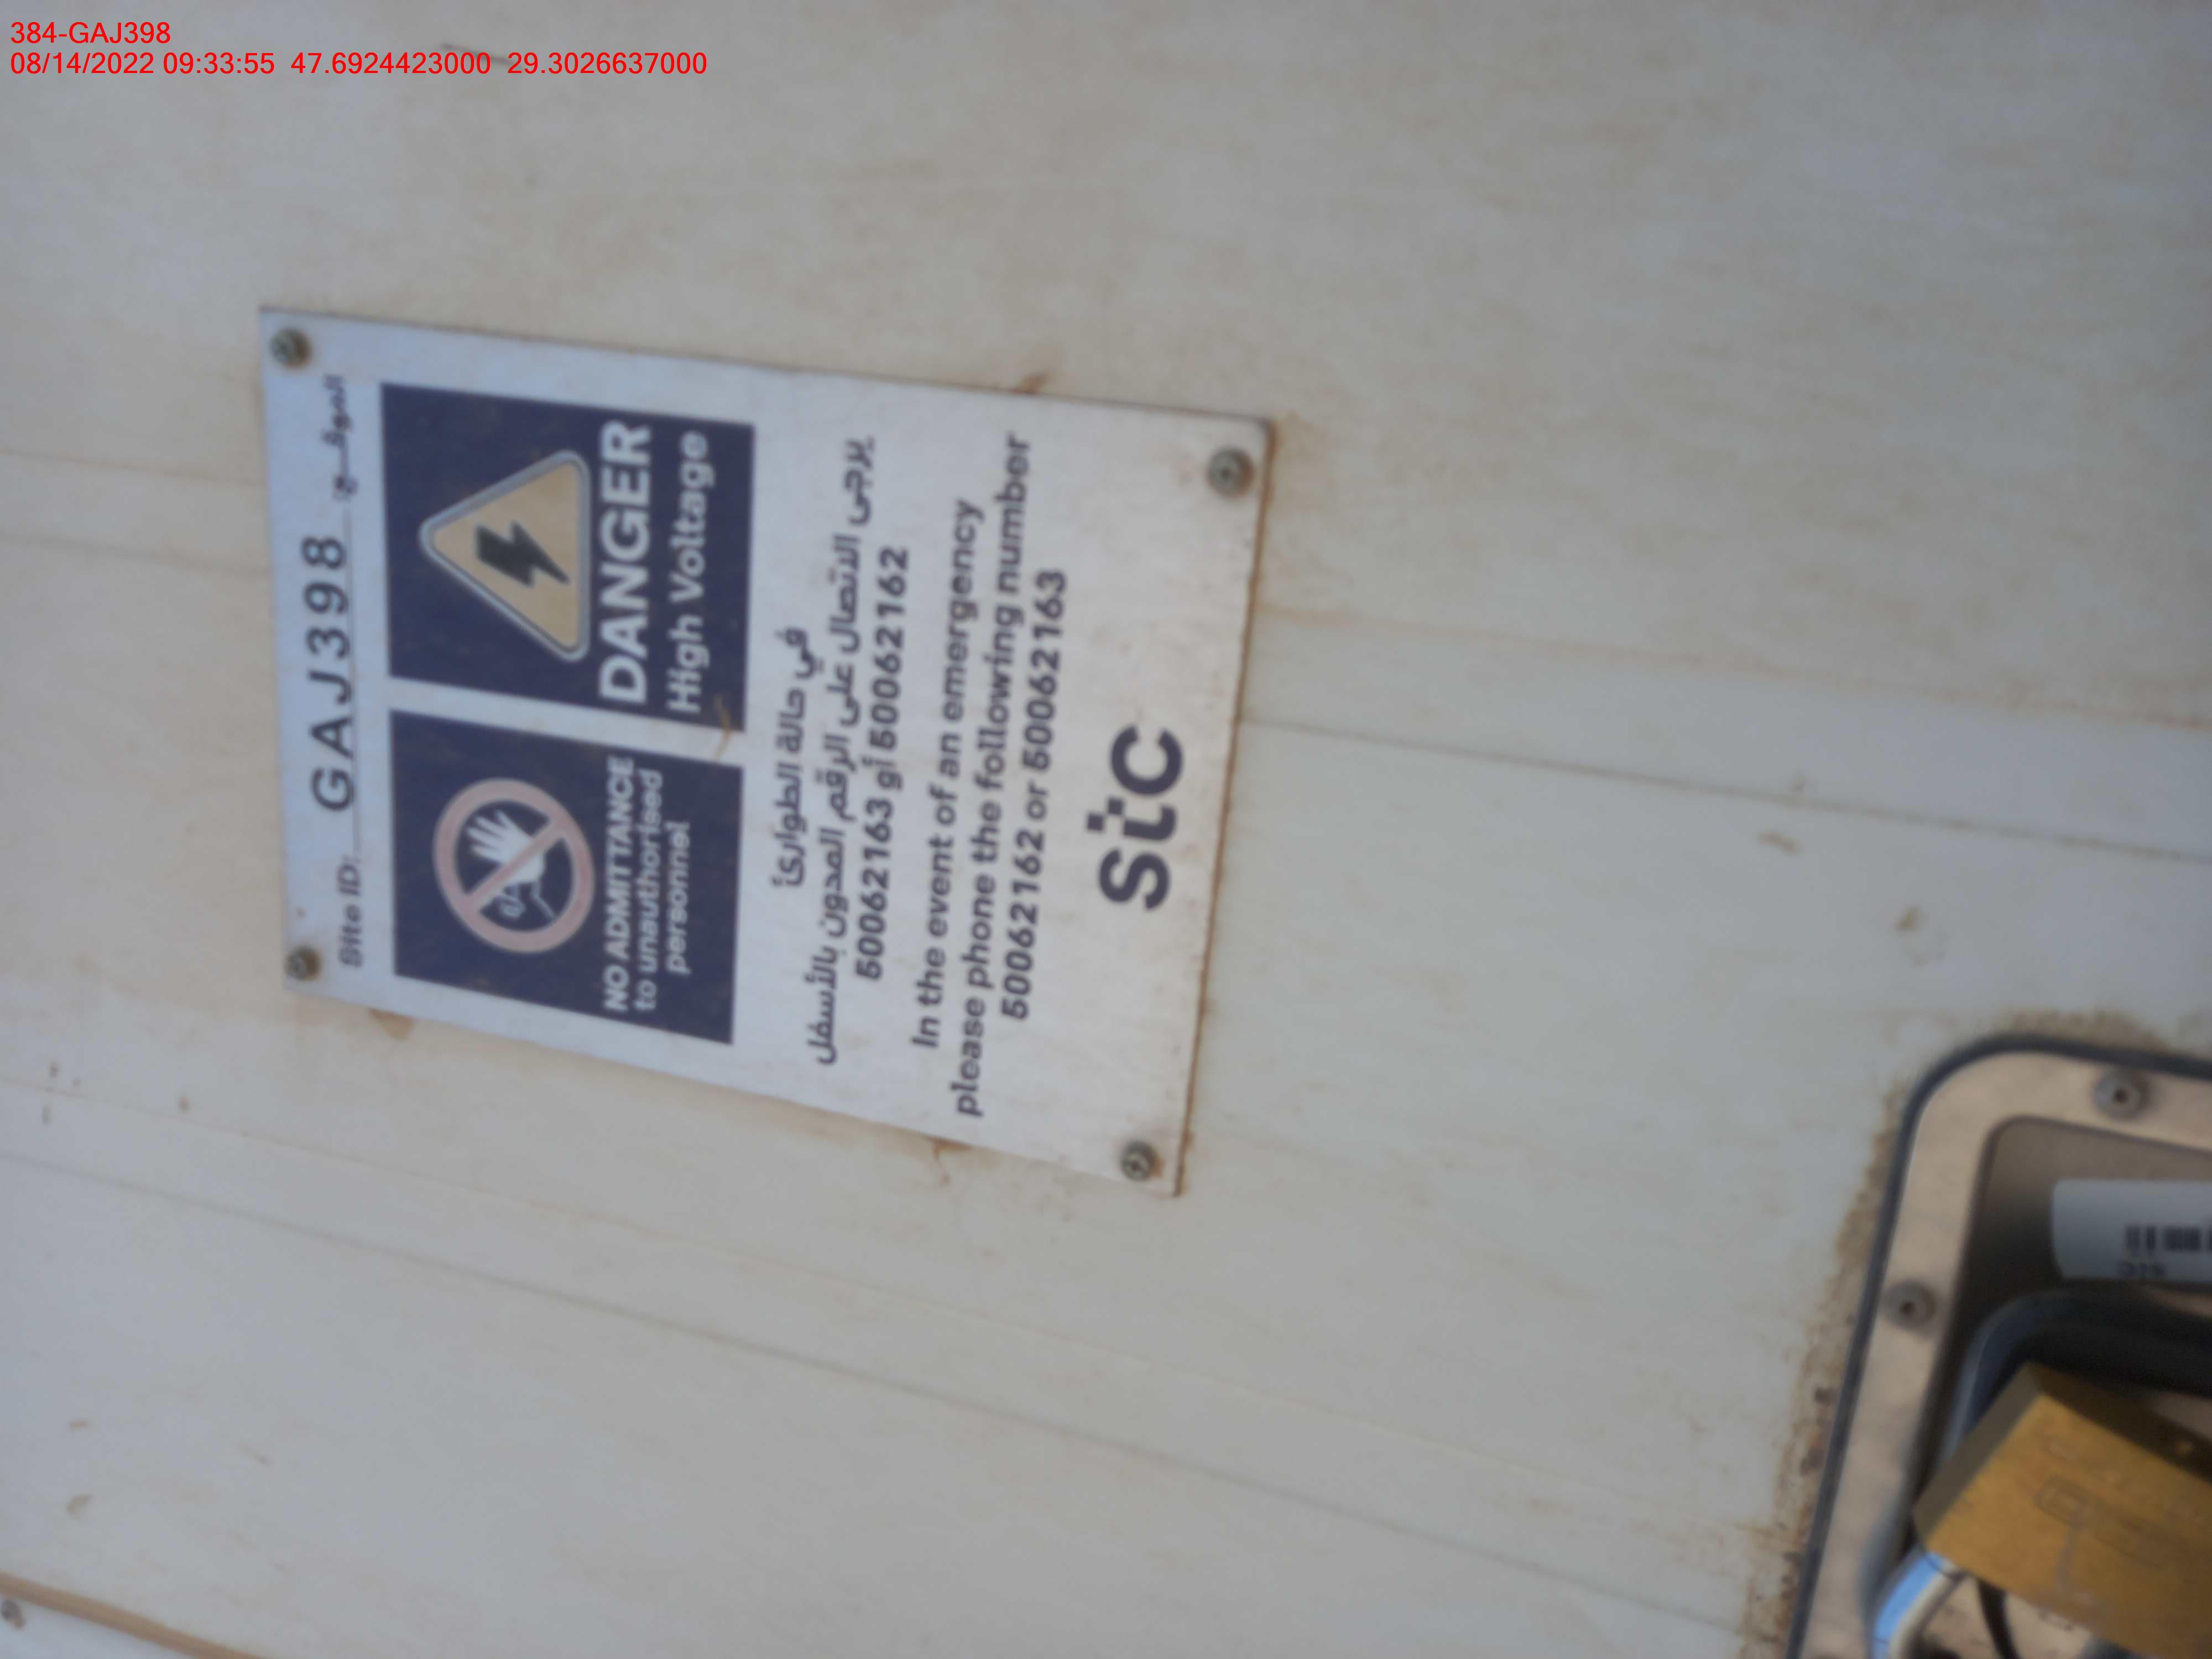 384-GAJ398
08/14/2022 09:33:55 47.6924423000 29.3026637000
Site ID: GAJ398 الموقع
NO ADMITTANCE
to unauthorised
personnel
DANGER
High Voltage
في حالة الطوارئ
يرجى الاتصال على الرقم المدون بالأسفل
50062163 أو 50062162
In the event of an emergency
please phone the following number
50062162 or 50062163
stc